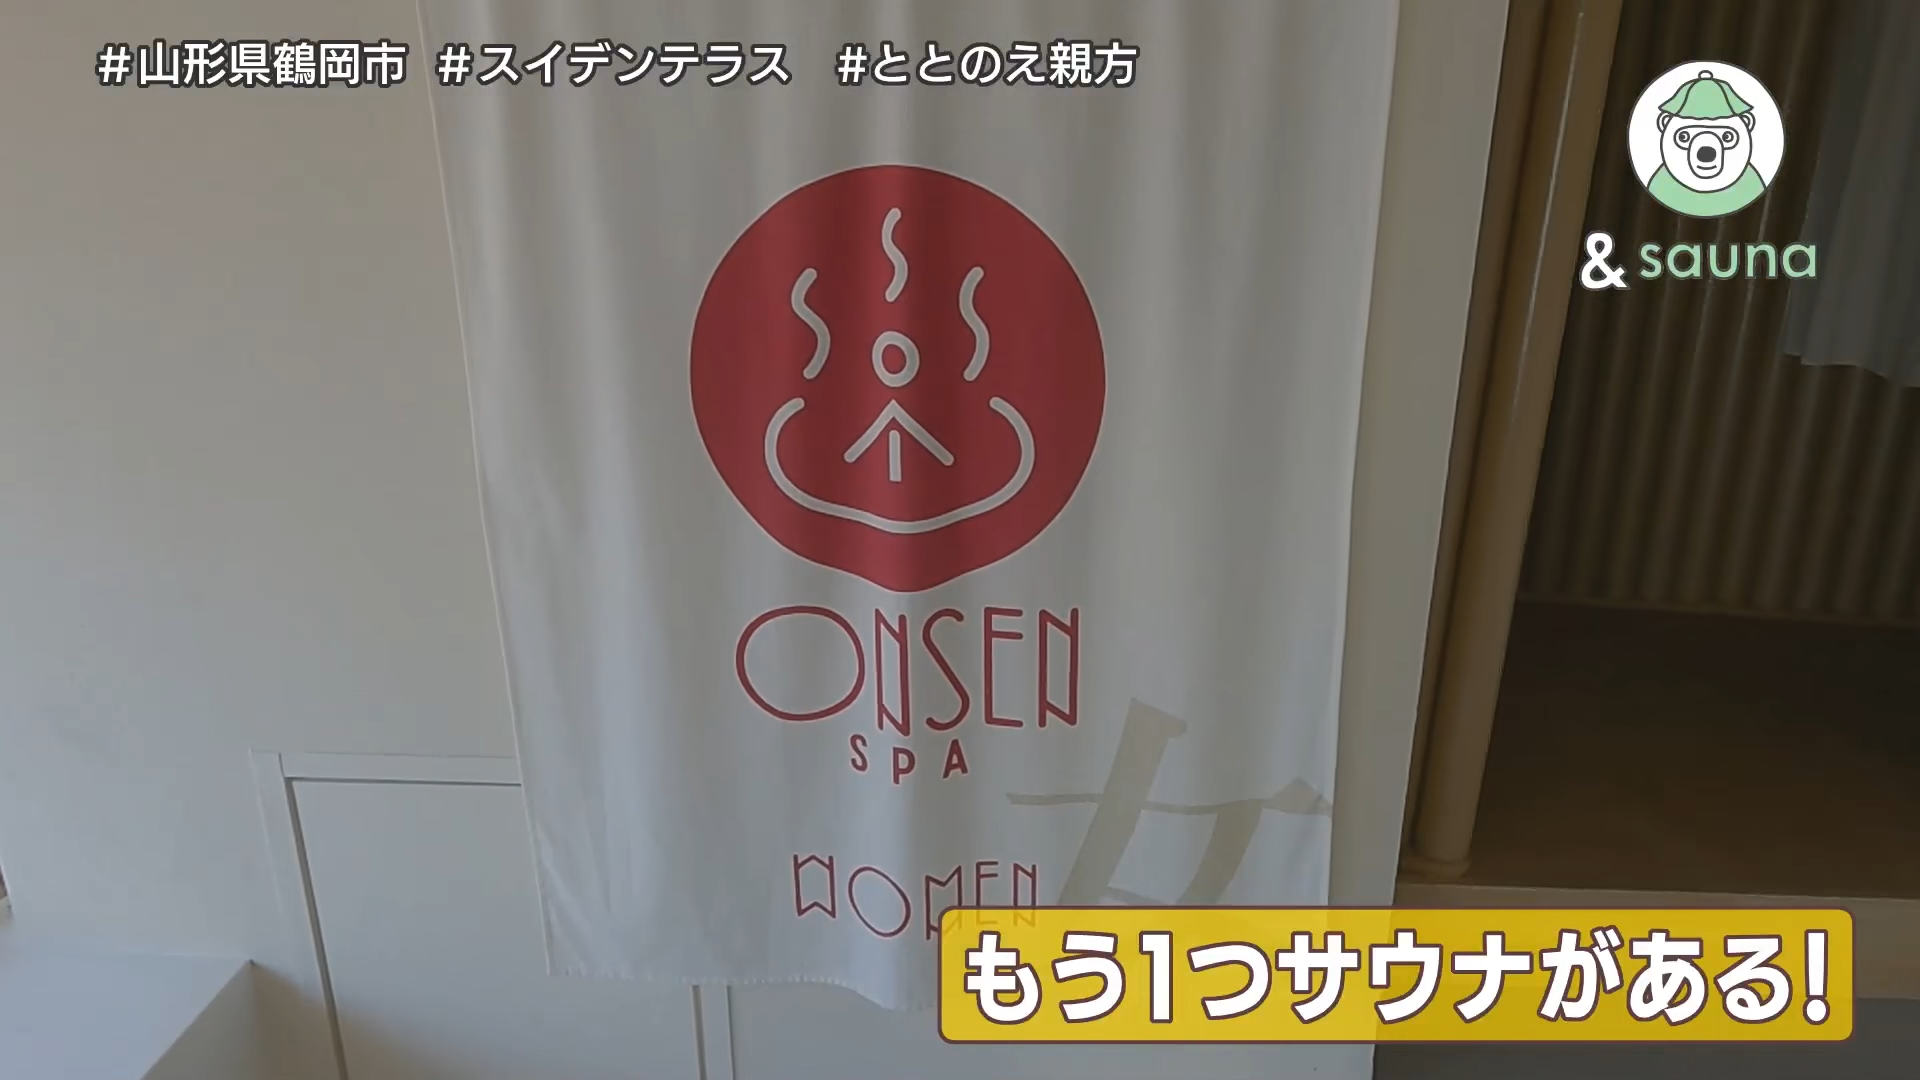 #山形県鶴岡市 #スイデンテラス #ととのえ親方
& sauna
ONSEN
SPA
女
WOMEN
もう1つサウナがある!